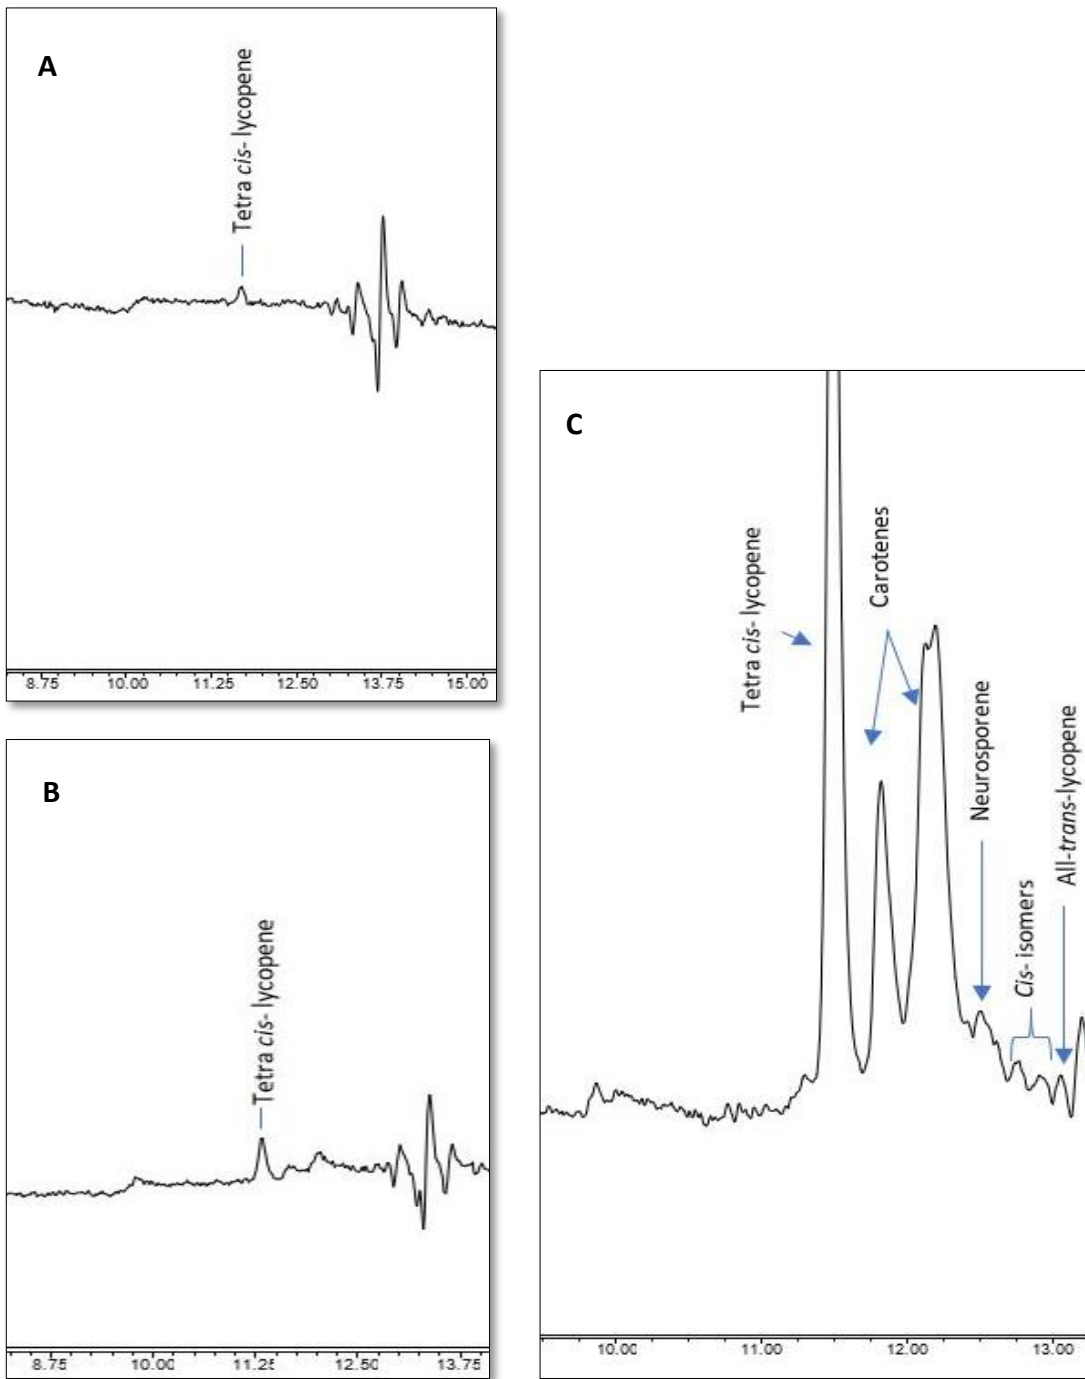 A
Tetra cis- lycopene
8.75 10.00 11.25 12.50 13.75 15.00
B
Tetra cis- lycopene
8.75 10.00 11.25 12.50 13.75
C
Tetra cis- lycopene
Carotenes
Neurosporene
Cis- isomers
All-trans-lycopene
10.00 11.00 12.00 13.00